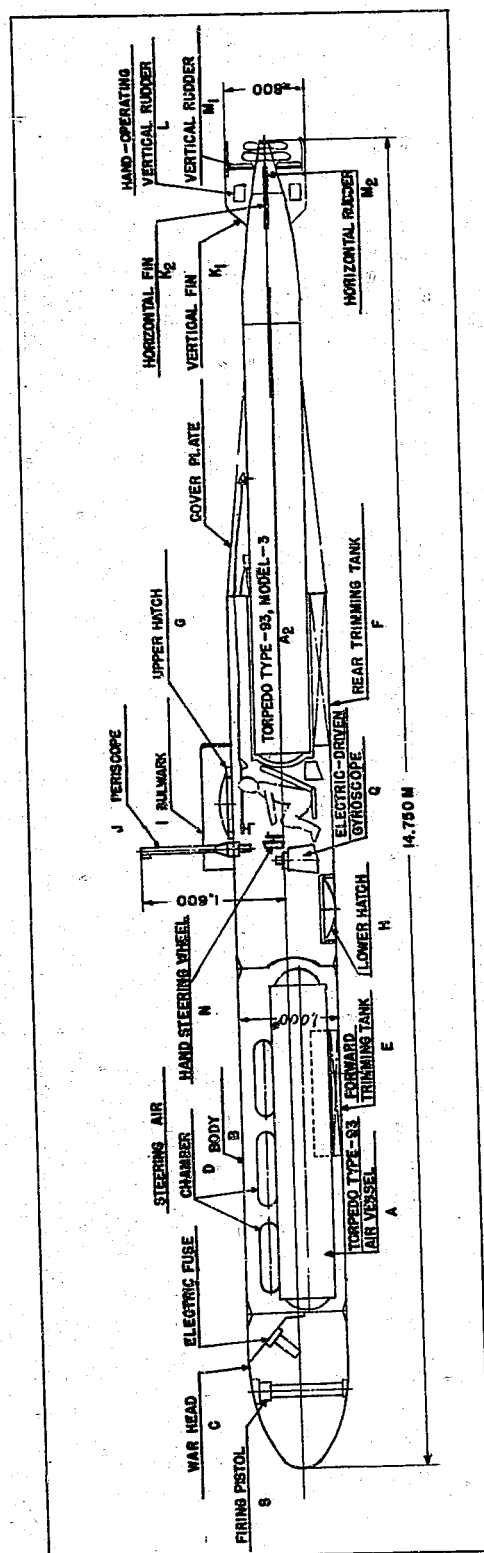 FIRING PISTOL
S
WAR HEAD
C
ELECTRIC FUSE
STEERING AIR
CHAMBER
D
BODY
B
HAND STEERING WHEEL
N
J PERISCOPE
I BULWARK
UPPER HATCH
G
COVER PLATE
VERTICAL FIN
K1
HORIZONTAL FIN
K2
HAND-OPERATING
VERTICAL RUDDER
L
VERTICAL RUDDER
M1
800
1,600
1,000
TORPEDO TYPE-93, MODEL-3
A2
TORPEDO TYPE-93
AIR VESSEL
A
FORWARD
TRIMMING TANK
E
LOWER HATCH
H
ELECTRIC-DRIVEN
GYROSCOPE
Q
REAR TRIMMING TANK
F
HORIZONTAL RUDDER
M2
14.750 M